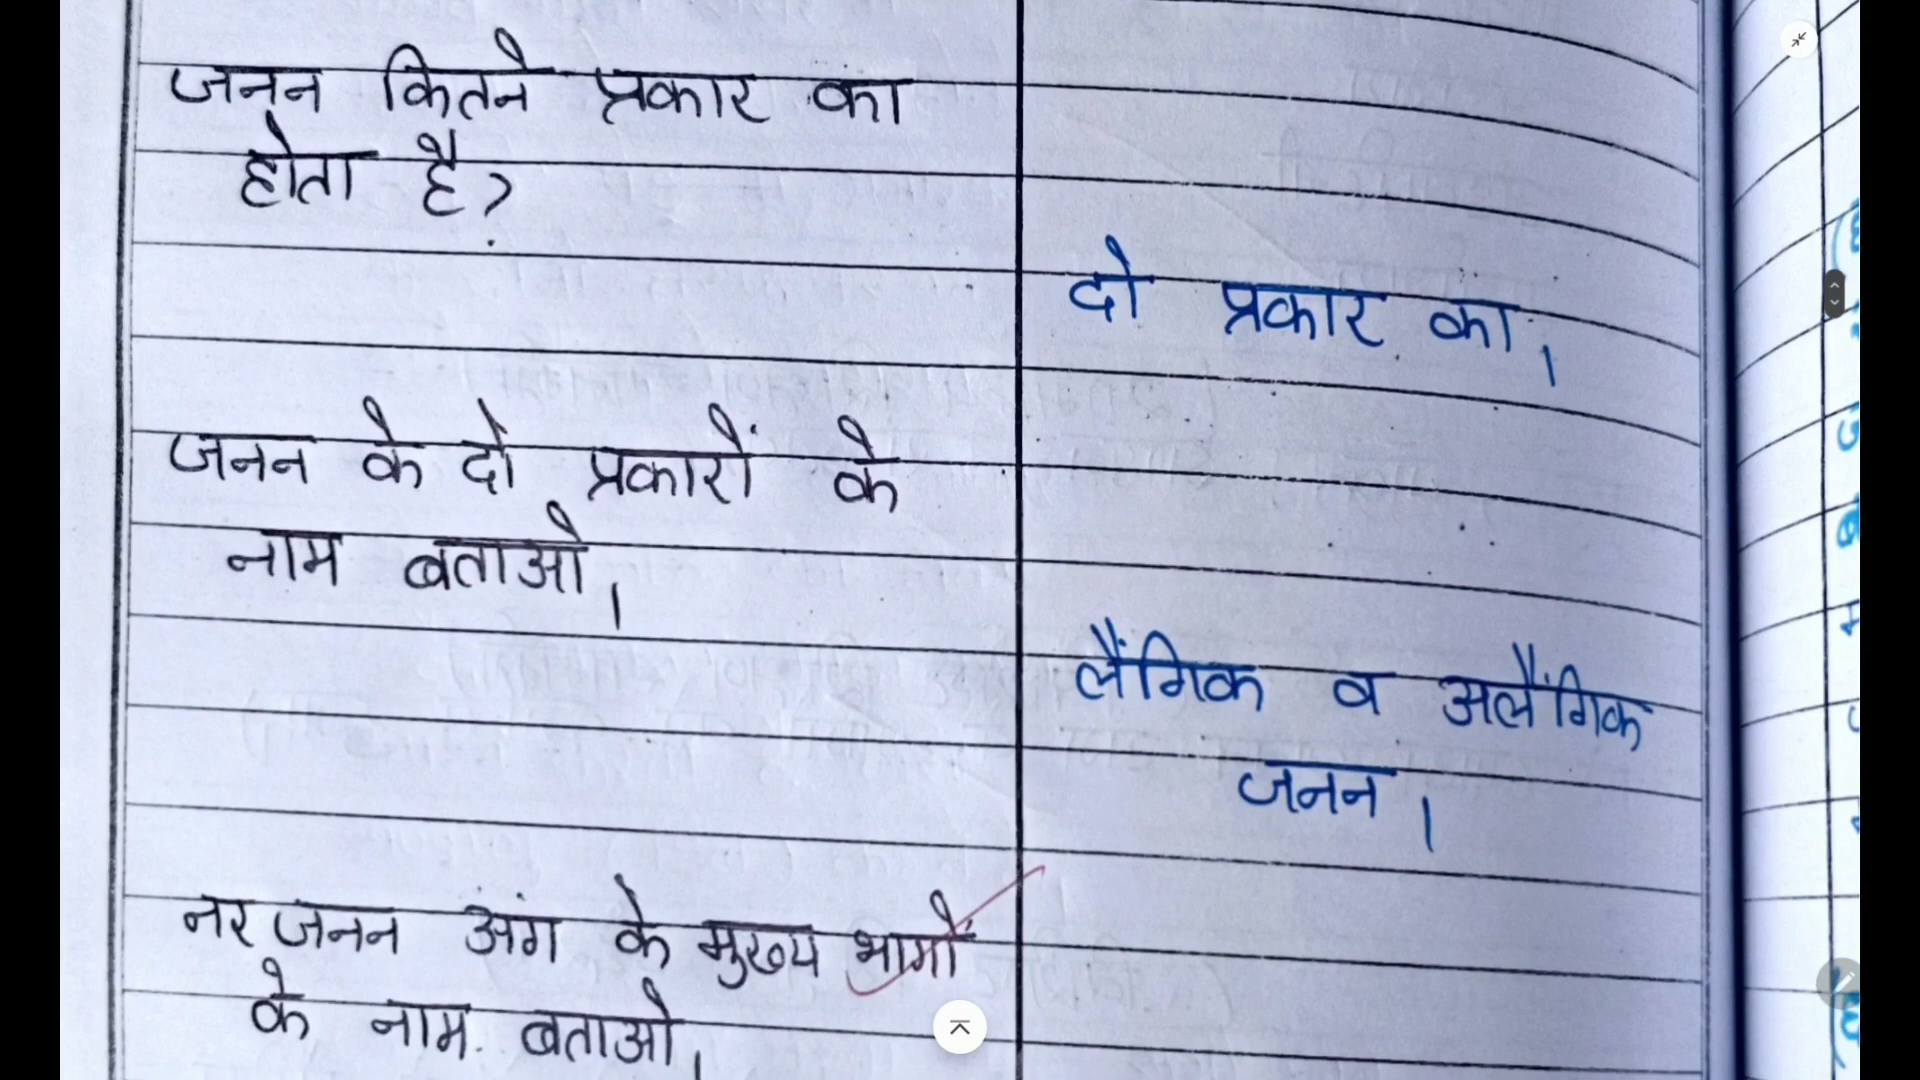 जनन कितने प्रकार का
होता है?
दो प्रकार का।
जनन के दो प्रकारों के
नाम बताओ।
लैंगिक व अलैंगिक
जनन।
नर जनन अंग के मुख्य भागों
के नाम बताओ।